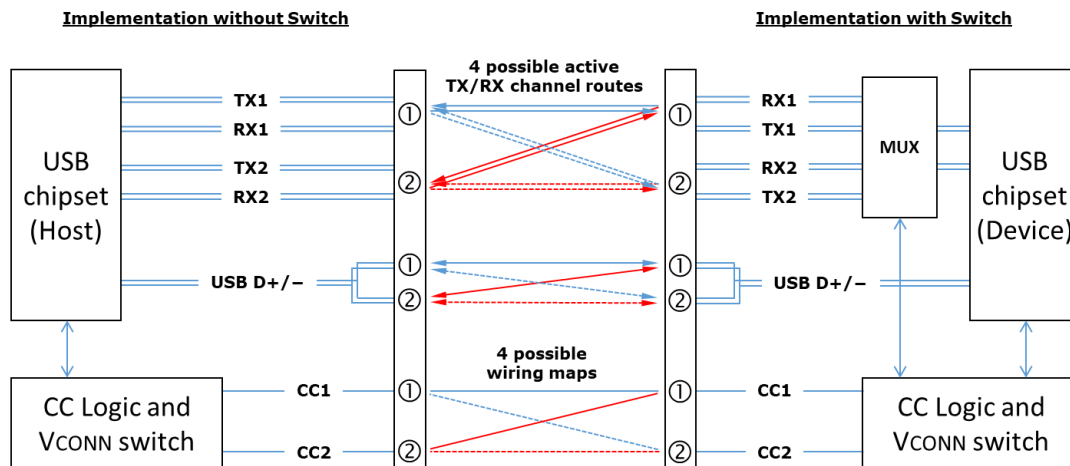 Implementation without Switch
Implementation with Switch
4 possible active
TX/RX channel routes
USB
chipset
(Host)
TX1
RX1
TX2
RX2
USB D+/−
①
②
①
②
①
②
①
②
①
②
①
②
RX1
TX1
RX2
TX2
USB D+/−
MUX
USB
chipset
(Device)
4 possible
wiring maps
CC Logic and
VCONN switch
CC1
CC2
CC1
CC2
CC Logic and
VCONN switch